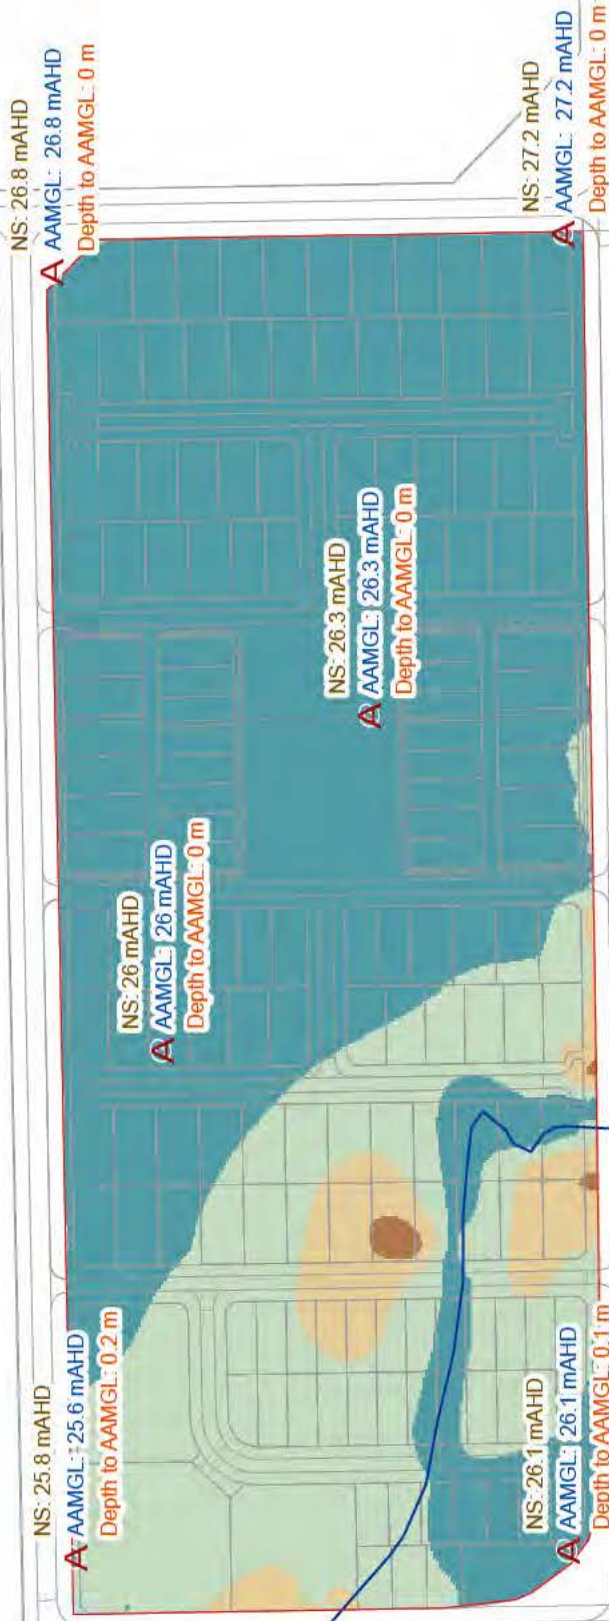 NS: 25.8 mAHD
AAMGL: 25.6 mAHD
Depth to AAMGL: 0.2 m
NS: 26 mAHD
AAMGL: 26 mAHD
Depth to AAMGL: 0 m
NS: 26.8 mAHD
AAMGL: 26.8 mAHD
Depth to AAMGL: 0 m
NS: 26.3 mAHD
AAMGL: 26.3 mAHD
Depth to AAMGL: 0 m
NS: 26.1 mAHD
AAMGL: 26.1 mAHD
Depth to AAMGL: 0.1 m
NS: 27.2 mAHD
AAMGL: 27.2 mAHD
Depth to AAMGL: 0 m